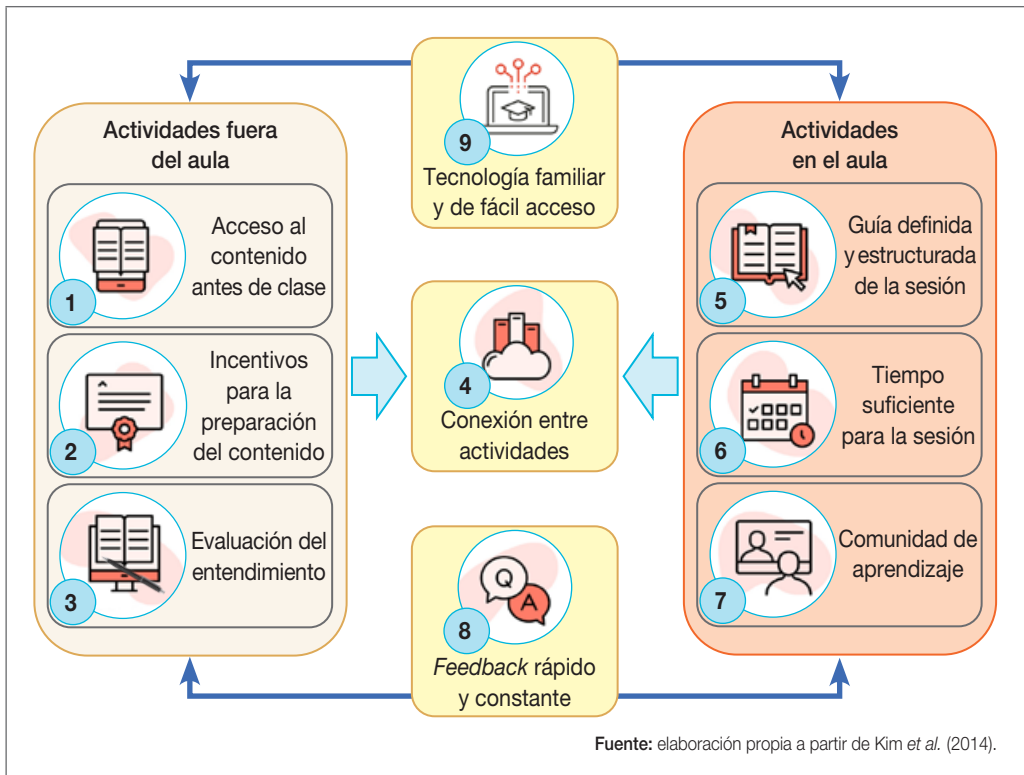 Actividades fuera
del aula
1
Acceso al
contenido
antes de clase
2
Incentivos
para la
preparación
del contenido
3
Evaluación del
entendimiento
9
Tecnología familiar
y de fácil acceso
4
Conexión entre
actividades
Q
A
8
Feedback rápido
y constante
Actividades
en el aula
5
Guía definida
y estructurada
de la sesión
6
Tiempo
suficiente
para la sesión
7
Comunidad de
aprendizaje
Fuente: elaboración propia a partir de Kim et al. (2014).